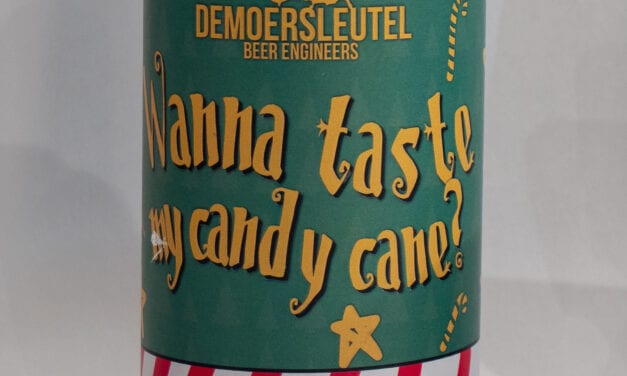 DEMOERSLEUTEL
BEER ENGINEERS
Wanna taste
my candy cane?